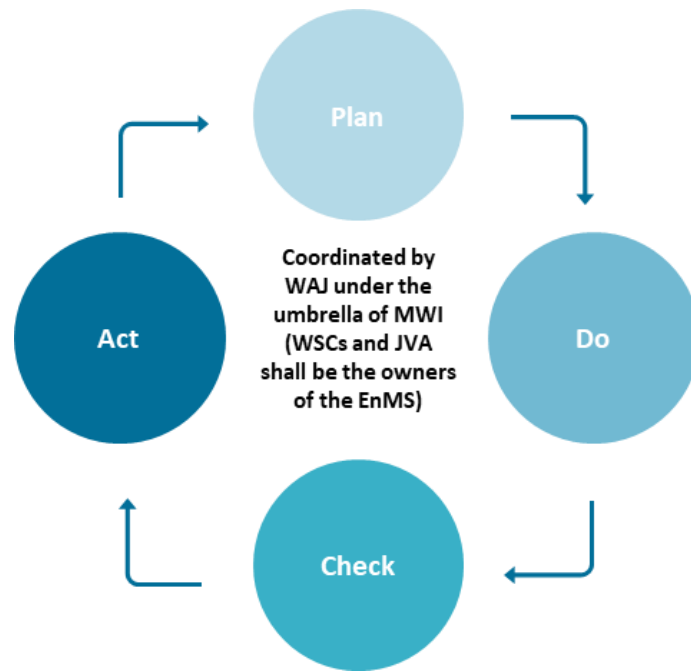 Plan
Coordinated by
WAJ under the
umbrella of MWI
(WSCs and JVA
shall be the owners
of the EnMS)
Act
Do
Check